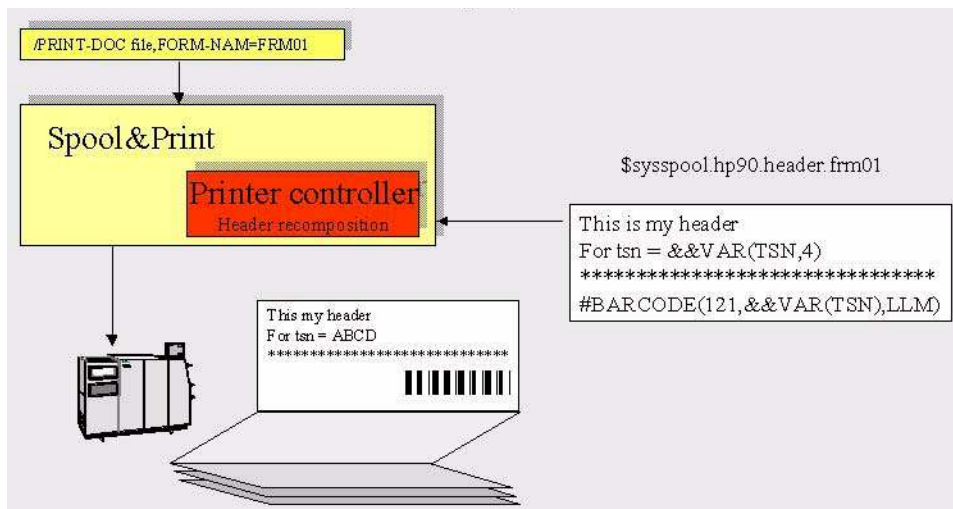 /PRINT-DOC file,FORM-NAM=FRM01
Spool&Print
Printer controller
Header recomposition
$sysspool.hp90.header.frm01
This is my header
For tsn = &&VAR(TSN,4)
********************************
#BARCODE(121,&&VAR(TSN),LLM)
This my header
For tsn = ABCD
*****************************